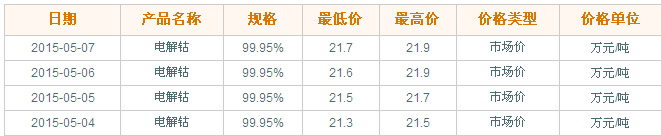 日期 产品名称 规格 最低价 最高价 价格类型 价格单位
2015-05-07 电解钴 99.95% 21.7 21.9 市场价 万元/吨
2015-05-06 电解钴 99.95% 21.6 21.9 市场价 万元/吨
2015-05-05 电解钴 99.95% 21.5 21.7 市场价 万元/吨
2015-05-04 电解钴 99.95% 21.3 21.5 市场价 万元/吨